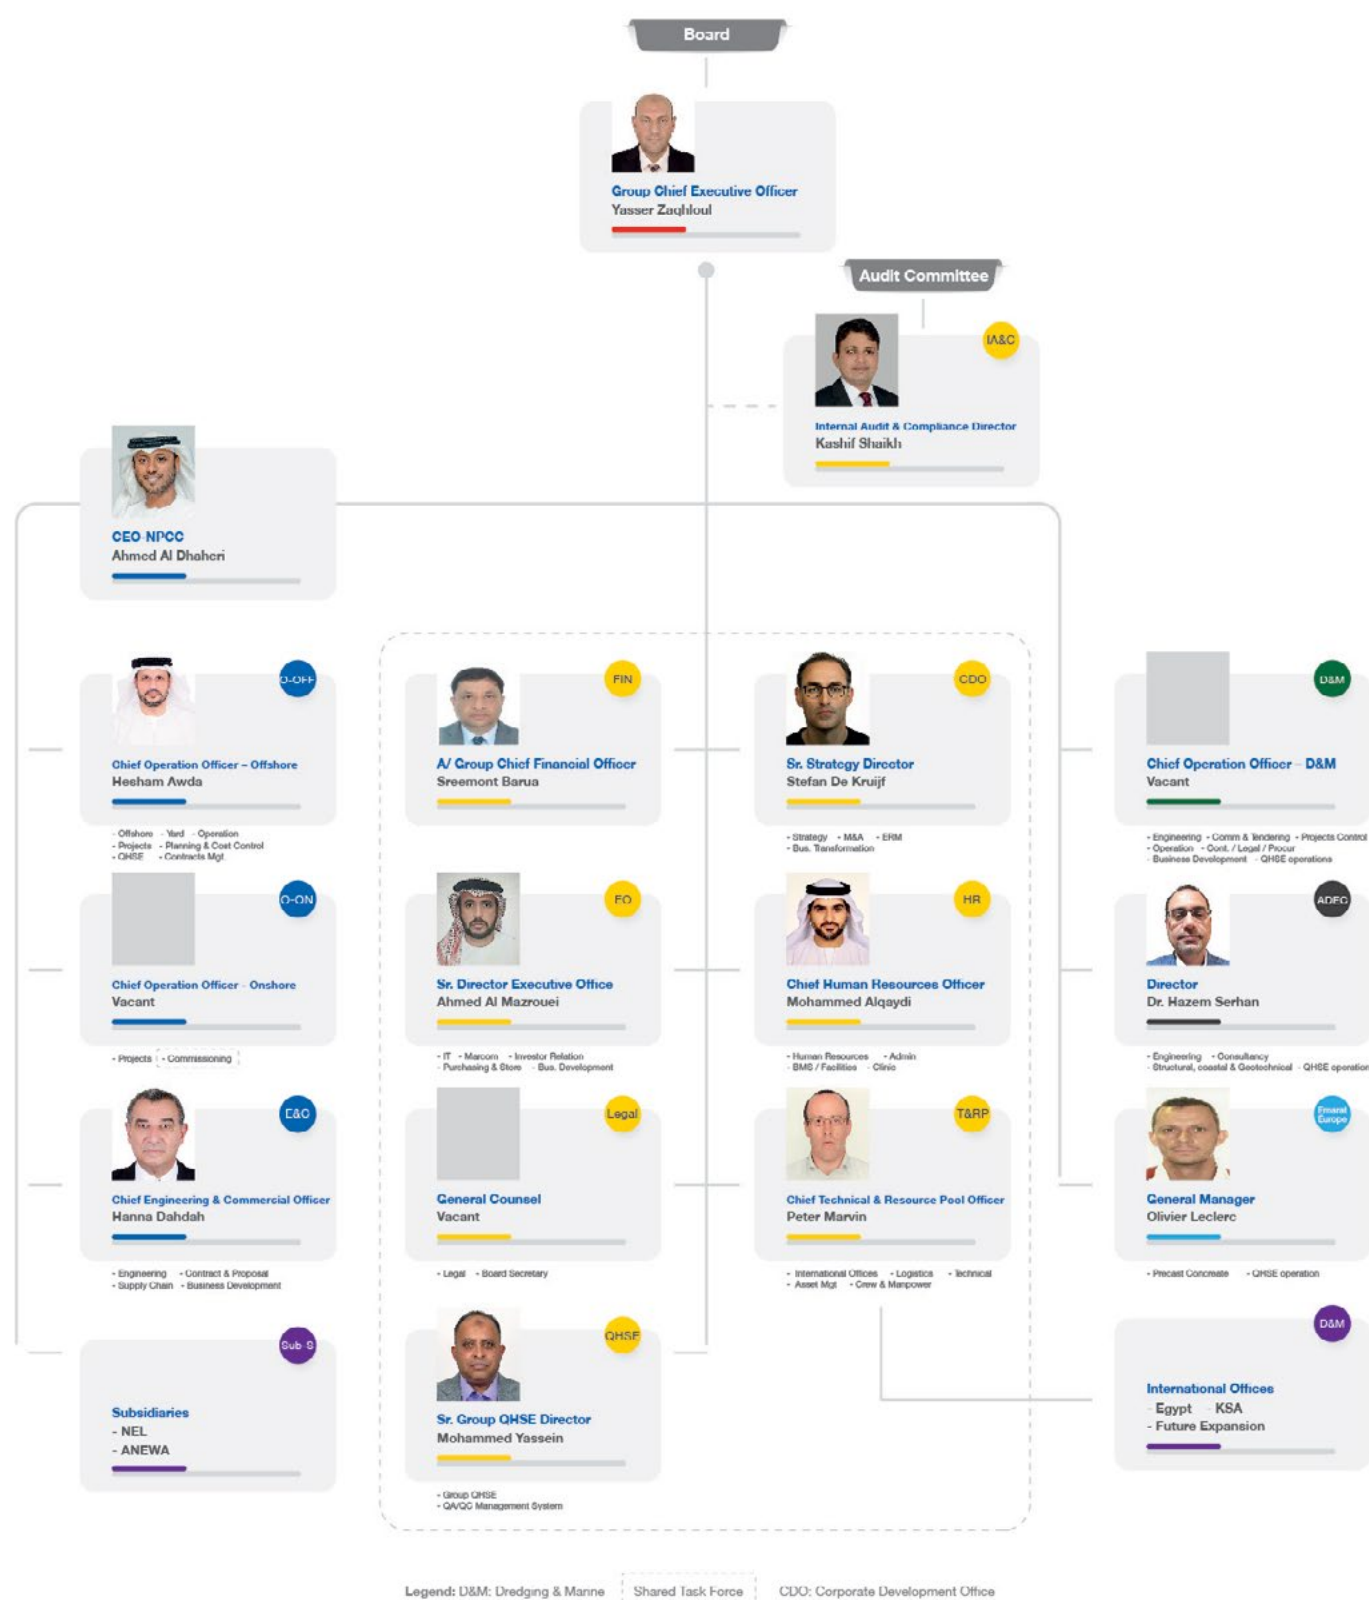 Board
Group Chief Executive Officer
Yasser Zaghloul
Audit Committee
IA&C
Internal Audit & Compliance Director
Kashif Shaikh
CEO-NPCC
Ahmed Al Dhaheri
O-OFF
Chief Operation Officer – Offshore
Hesham Awda
- Offshore - Yard - Operation
- Projects - Planning & Cost Control
- QHSE - Contracts Mgt.
FIN
A/ Group Chief Financial Officer
Sreemont Barua
CDO
Sr. Strategy Director
Stefan De Kruijf
- Strategy - M&A - ERM
- Bus. Transformation
D&M
Chief Operation Officer – D&M
Vacant
- Engineering - Comm & Tendering - Projects Control
- Operation - Cont. / Legal / Procur
- Business Development - QHSE operations
O-ON
Chief Operation Officer - Onshore
Vacant
- Projects - Commissioning
EO
Sr. Director Executive Office
Ahmed Al Mazrouei
- IT - Marcom - Investor Relation
- Purchasing & Store - Bus. Development
HR
Chief Human Resources Officer
Mohammed Alqaydi
- Human Resources - Admin
- BMS / Facilities - Clinic
ADEC
Director
Dr. Hazem Serhan
- Engineering - Consultancy
- Structural, coastal & Geotechnical - QHSE operation
E&C
Chief Engineering & Commercial Officer
Hanna Dahdah
- Engineering - Contract & Proposal
- Supply Chain - Business Development
Legal
General Counsel
Vacant
- Legal - Board Secretary
T&RP
Chief Technical & Resource Pool Officer
Peter Marvin
- International Offices - Logistics - Technical
- Asset Mgt - Crew & Manpower
Emarat
Europe
General Manager
Olivier Leclerc
- Precast Concreate - QHSE operation
Sub-S
Subsidiaries
- NEL
- ANEWA
QHSE
Sr. Group QHSE Director
Mohammed Yassein
- Group QHSE
- QA/QC Management System
D&M
International Offices
- Egypt - KSA
- Future Expansion
Legend: D&M: Dredging & Marine Shared Task Force CDO: Corporate Development Office